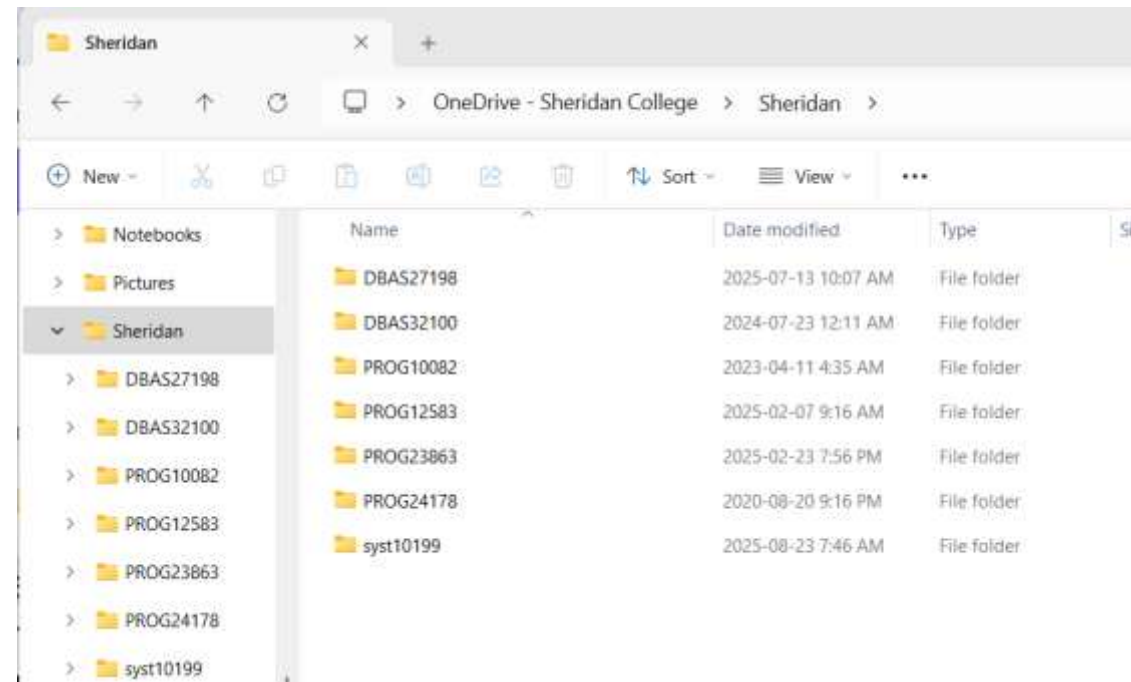 Sheridan
OneDrive - Sheridan College > Sheridan >
New Sort View
Name Date modified Type
Notebooks
Pictures
Sheridan
DBAS27198
DBAS32100
PROG10082
PROG12583
PROG23863
PROG24178
syst10199
DBAS27198 2025-07-13 10:07 AM File folder
DBAS32100 2024-07-23 12:11 AM File folder
PROG10082 2023-04-11 4:35 AM File folder
PROG12583 2025-02-07 9:16 AM File folder
PROG23863 2025-02-23 7:56 PM File folder
PROG24178 2020-08-20 9:16 PM File folder
syst10199 2025-08-23 7:46 AM File folder